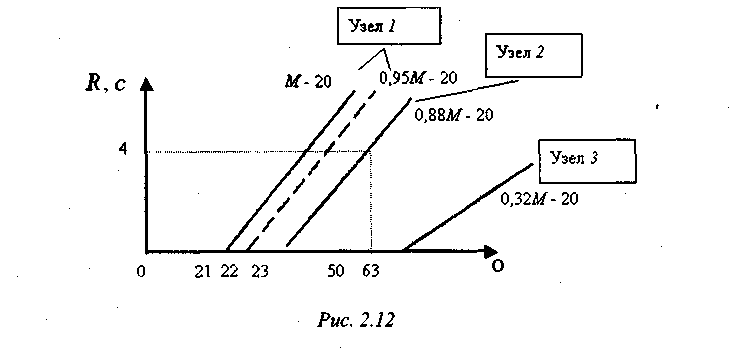 Узел 1
Узел 2
R, c
M - 20
0,95M - 20
0,88M - 20
4
Узел 3
0,32M - 20
0
21
22
23
50
63
O
Рис. 2.12